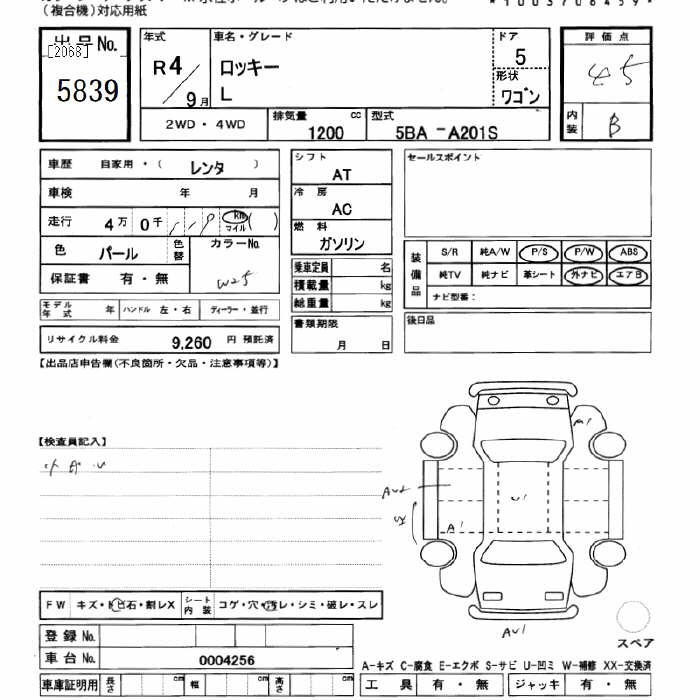 （複合機）対応用紙
出品No.
[2068]
5839
年式
R4／9月
車名・グレード
ロッキー
L
ドア
5
形状
ワゴン
評価点
45
内装
B
2WD・4WD
排気量
1200 cc
型式
5BA －A201S
車歴 自家用・（ レンタ ）
車検 年 月
走行 4万 0千 119 km マイル ( )
色 パール 色替 カラーNo.
W25
保証書 有・無
モデル年式 年 ハンドル 左・右 ディーラー・並行
リサイクル料金 9,260 円 預託済
シフト
AT
冷房
AC
燃料
ガソリン
乗車定員 名
積載量 kg
総重量 kg
書類期限
月 日
セールスポイント
装備品
S/R 純A/W P/S P/W ABS
純TV 純ナビ 革シート 外ナビ エアB
ナビ型番：
後日品
【出品店申告欄(不良箇所・欠品・注意事項等)】
【検査員記入】
A1
U1
A1
AU1
FW キズ・トビ石・割レX シート内装 コゲ・穴・汚レ・シミ・破レ・スレ
登録No.
車台No. 0004256
車庫証明用 長さ cm 幅 cm 高さ cm
スペア
A-キズ C-腐食 E-エクボ S-サビ U-凹ミ W-補修 XX-交換済
工具 有・無 ジャッキ 有・無